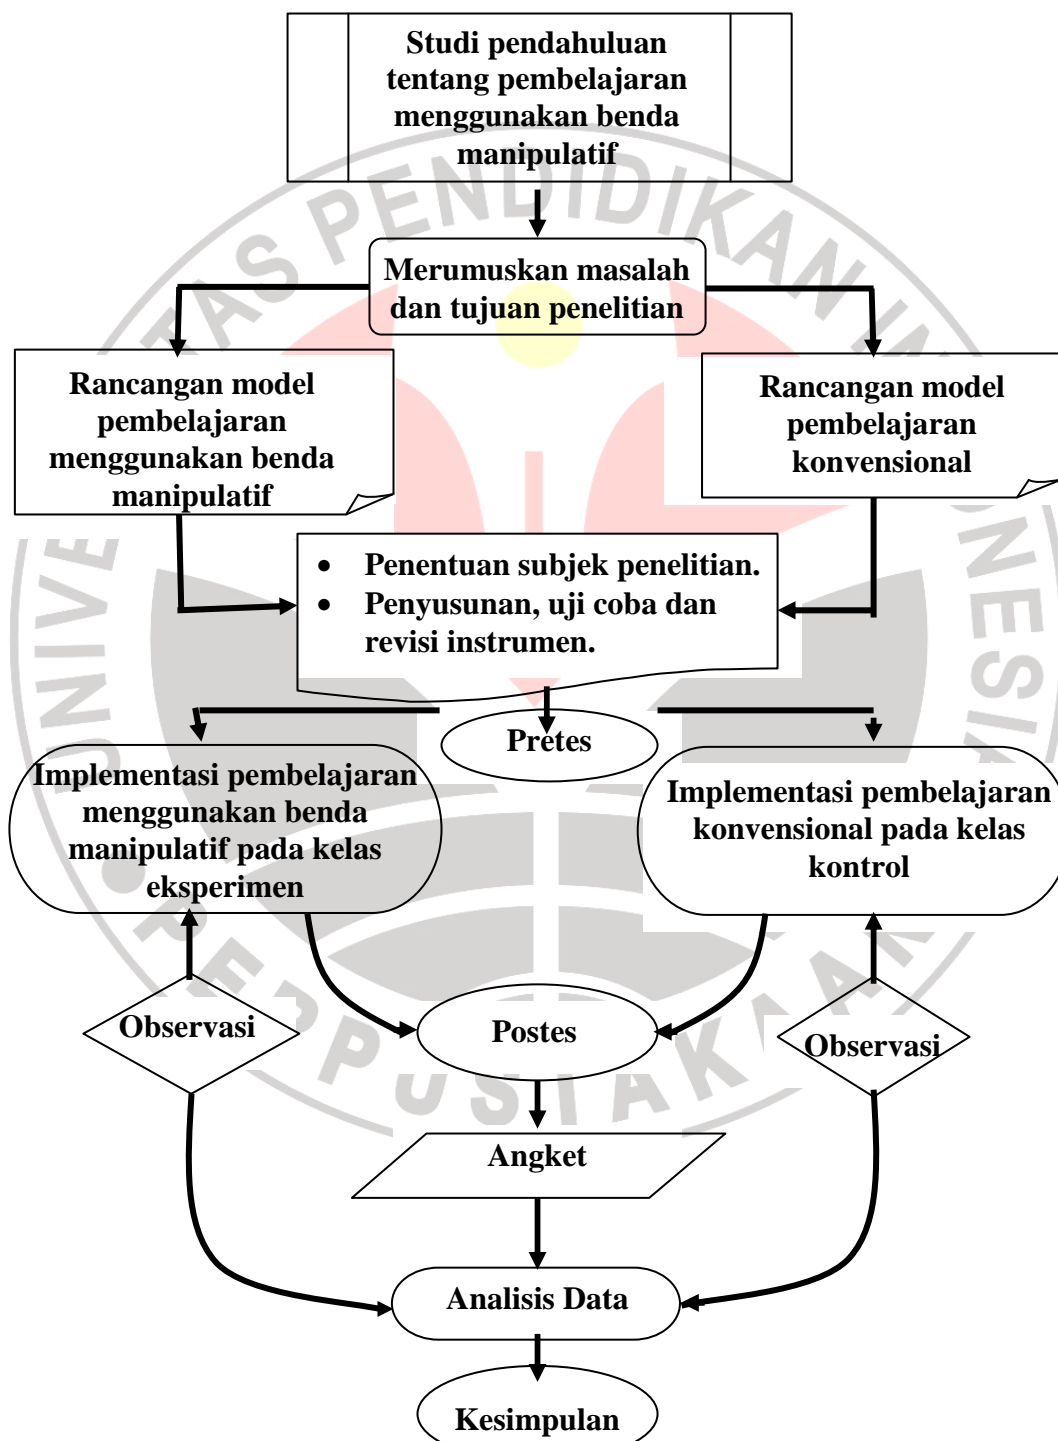 Studi pendahuluan
tentang pembelajaran
menggunakan benda
manipulatif
Merumuskan masalah
dan tujuan penelitian
Rancangan model
pembelajaran
menggunakan benda
manipulatif
Rancangan model
pembelajaran
konvensional
• Penentuan subjek penelitian.
• Penyusunan, uji coba dan
revisi instrumen.
Pretes
Implementasi pembelajaran
menggunakan benda
manipulatif pada kelas
eksperimen
Implementasi pembelajaran
konvensional pada kelas
kontrol
Observasi
Postes
Observasi
Angket
Analisis Data
Kesimpulan